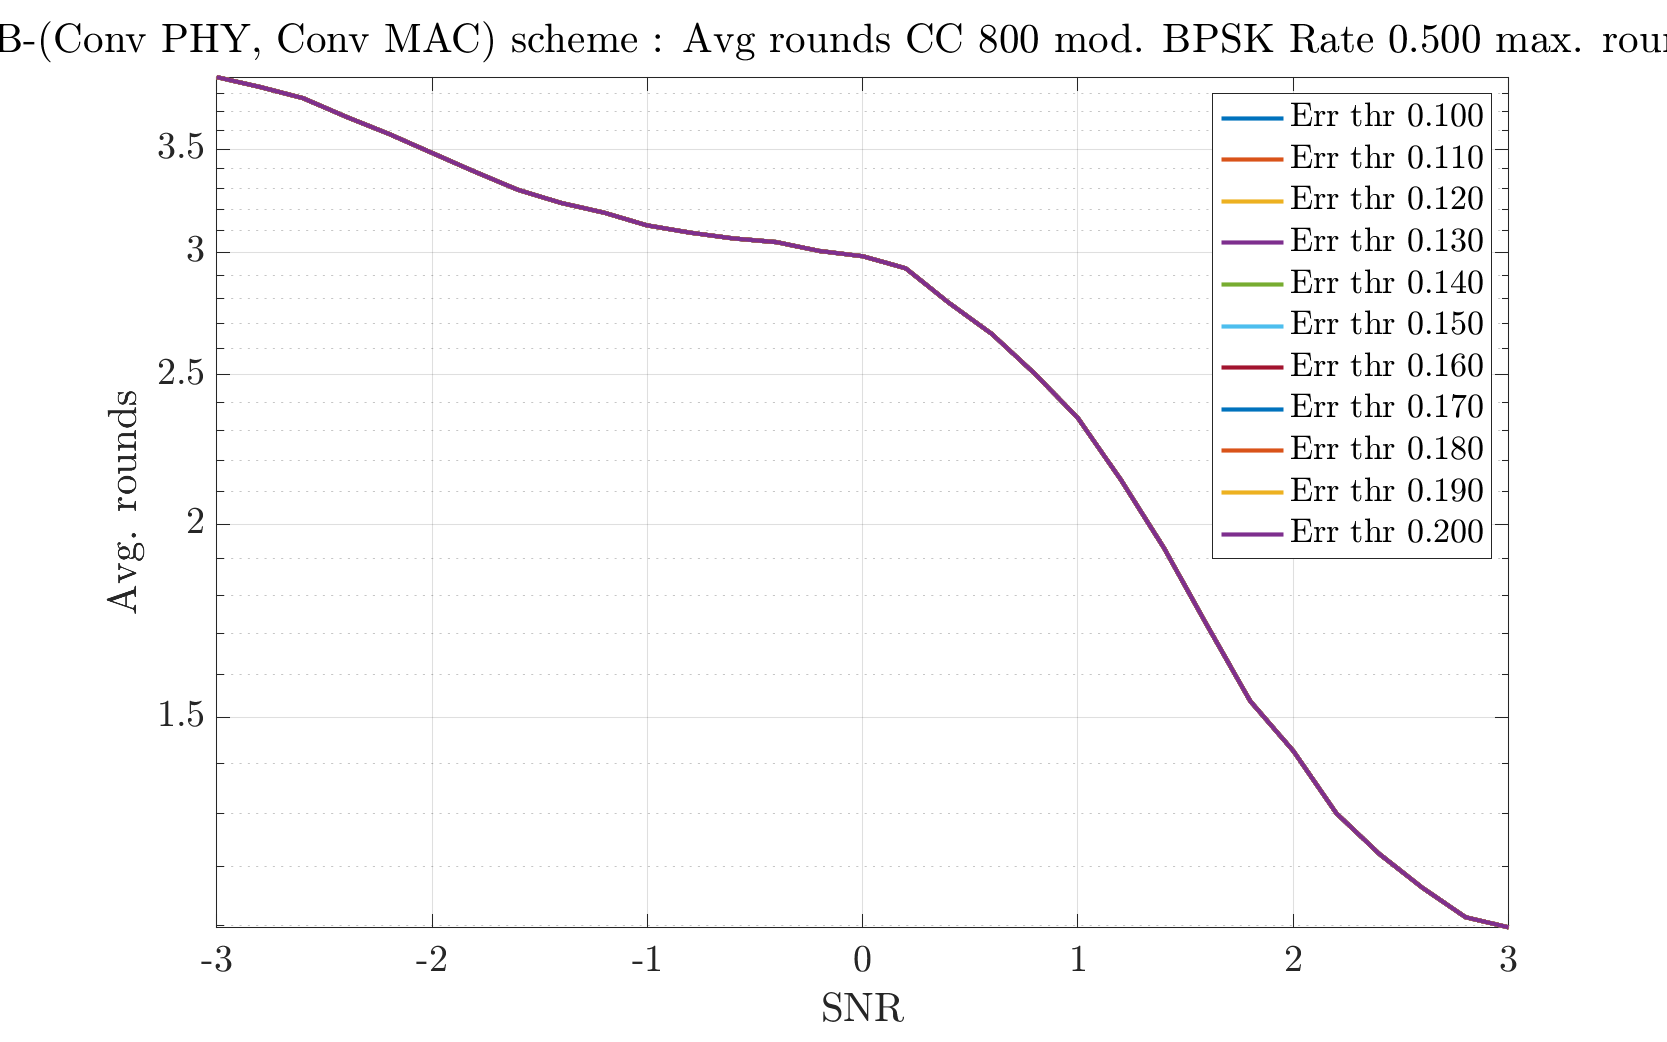 B-(Conv PHY, Conv MAC) scheme : Avg rounds CC 800 mod. BPSK Rate 0.500 max.
Err thr 0.100
Err thr 0.110
Err thr 0.120
Err thr 0.130
Err thr 0.140
Err thr 0.150
Err thr 0.160
Err thr 0.170
Err thr 0.180
Err thr 0.190
Err thr 0.200
3.5
3
2.5
2
1.5
Avg. rounds
-3 -2 -1 0 1 2 3
SNR